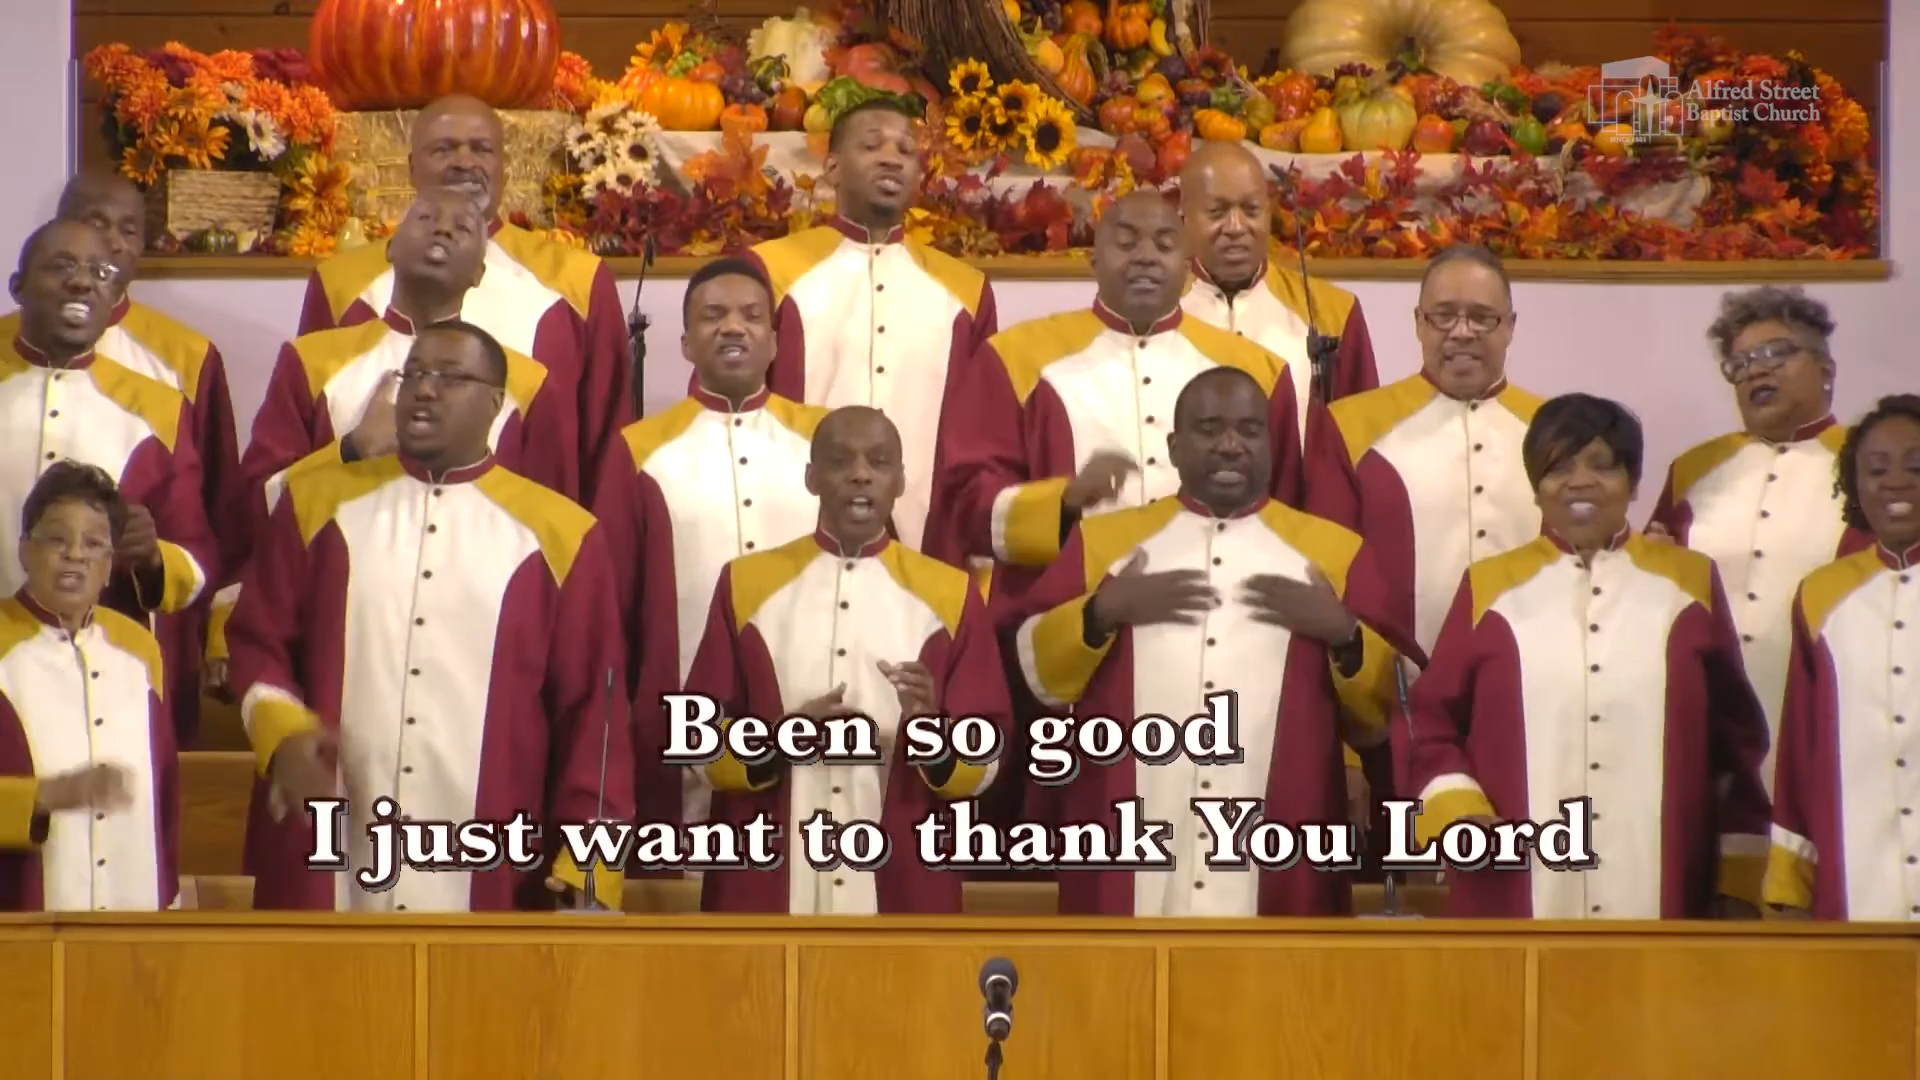 Alfred Street
Baptist Church
Been so good
I just want to thank You Lord